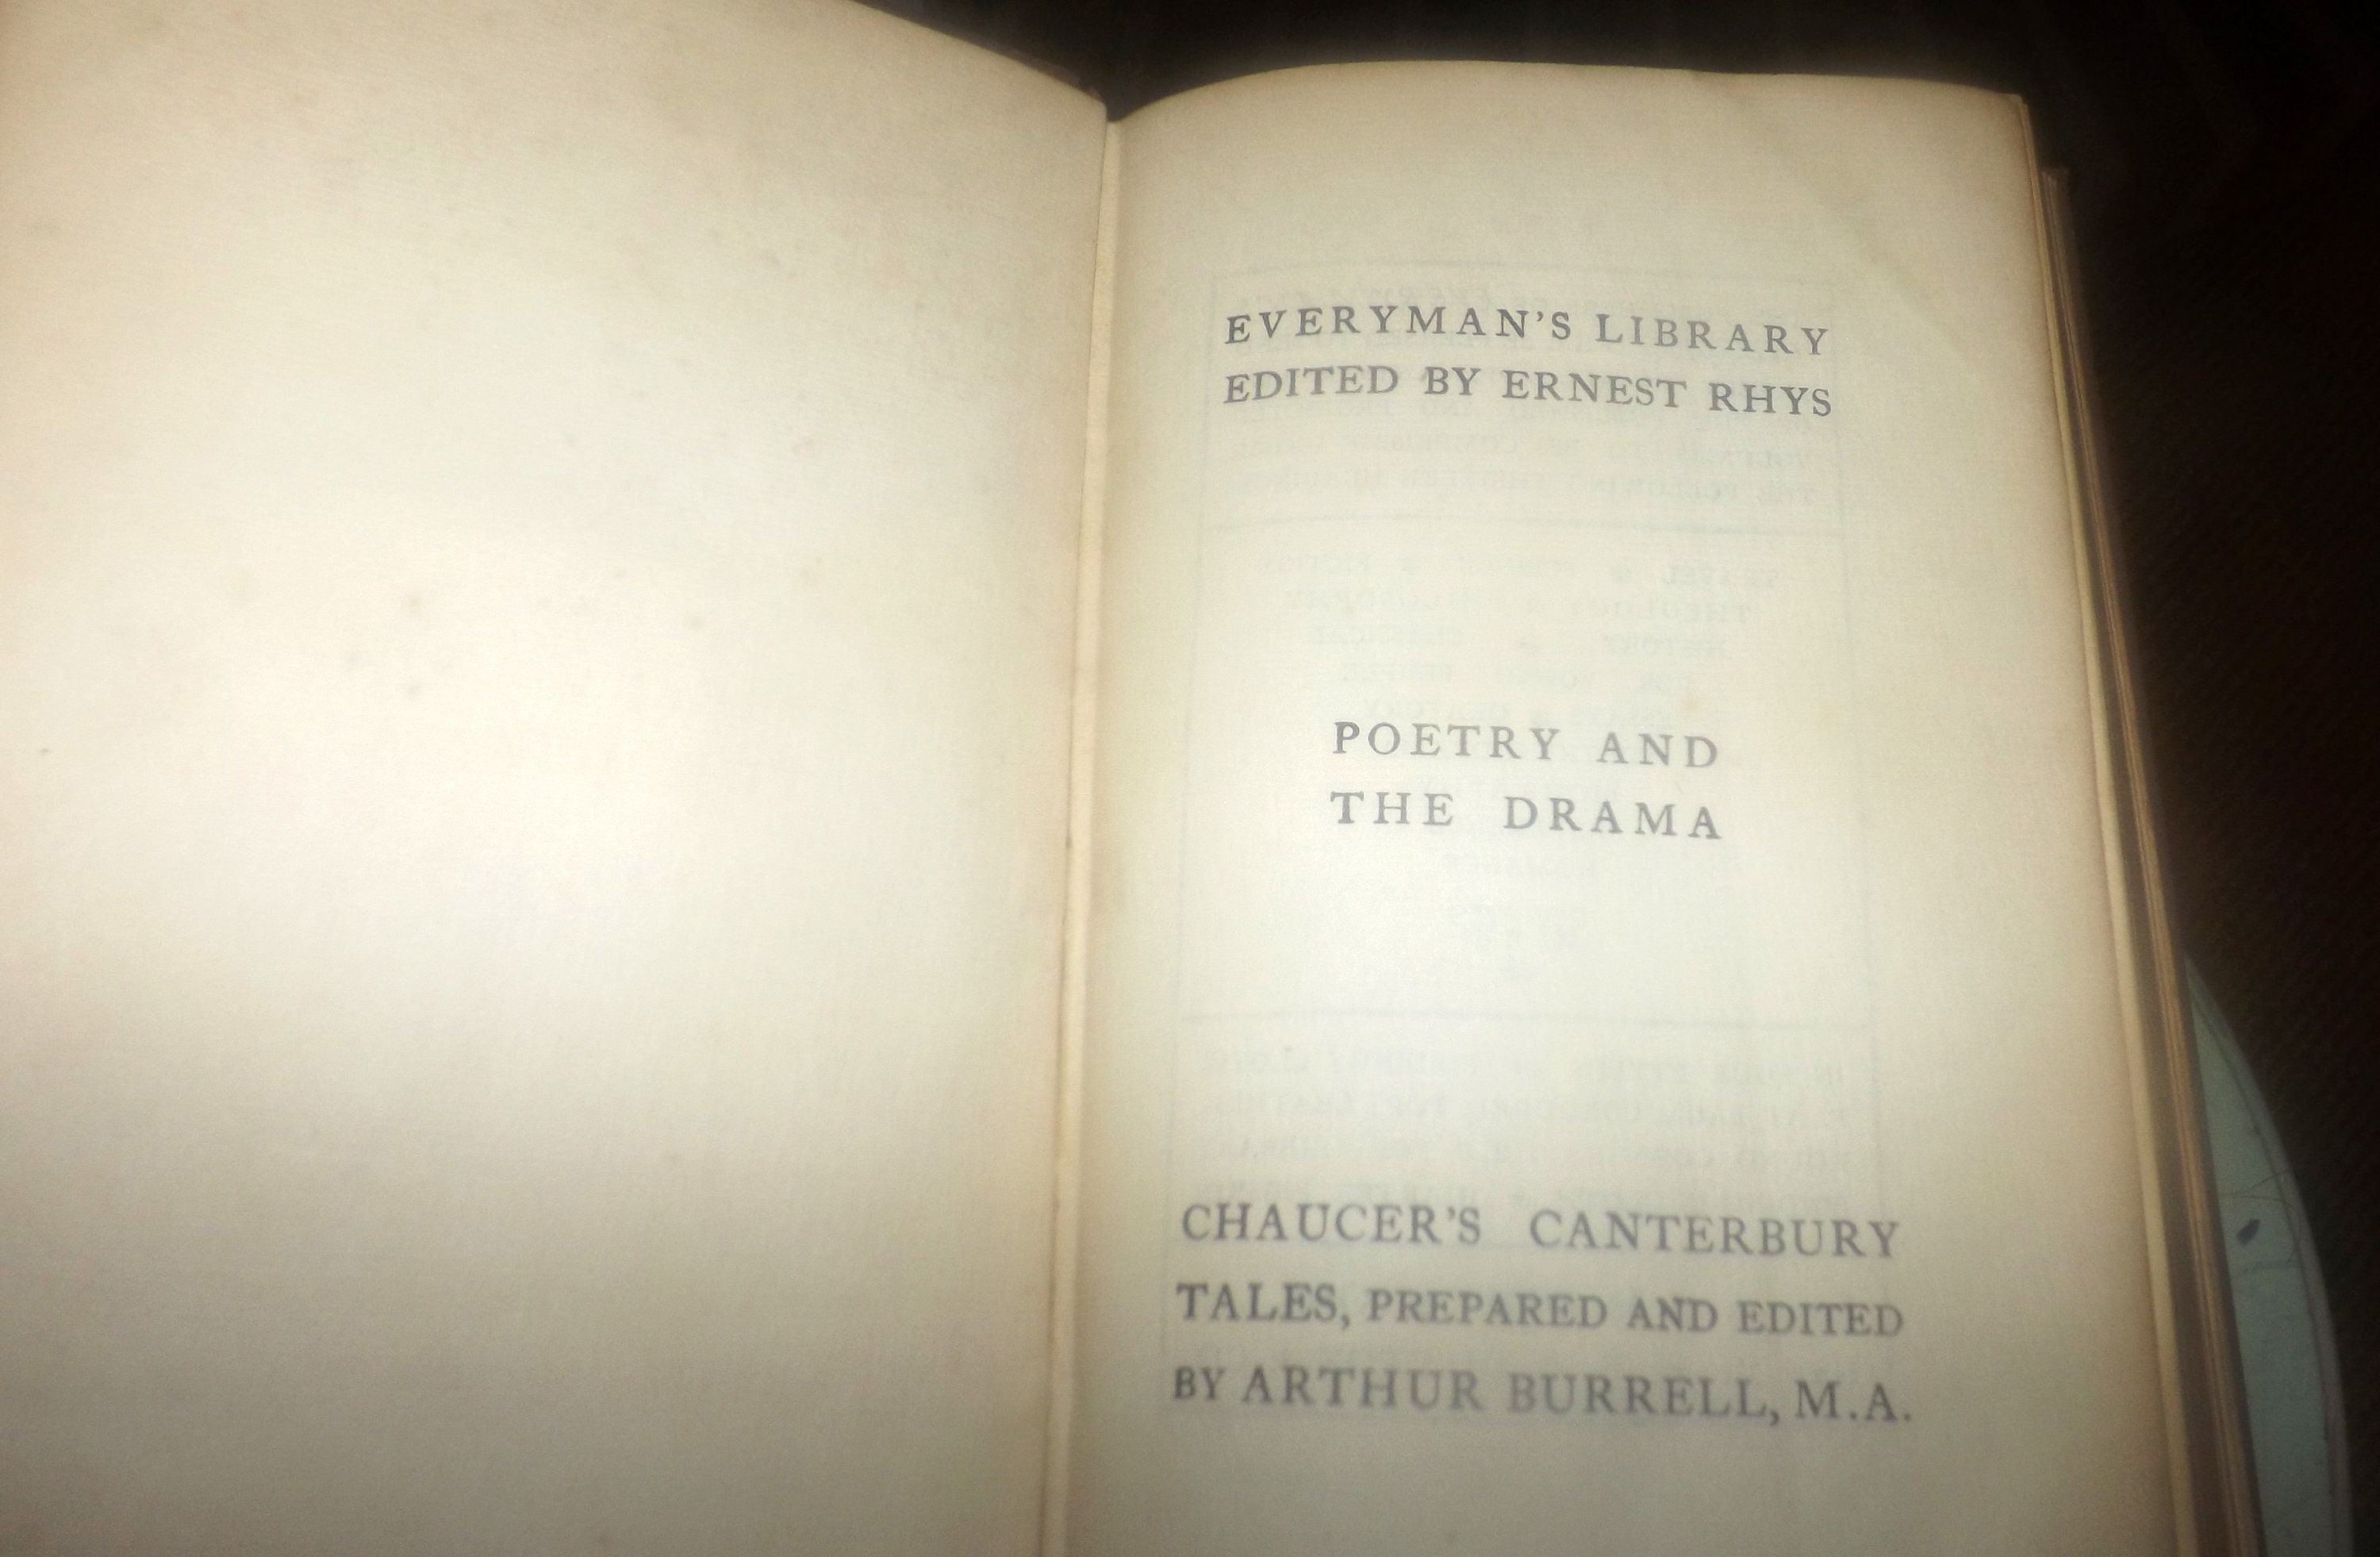 EVERYMAN'S LIBRARY
EDITED BY ERNEST RHYS
POETRY AND
THE DRAMA
CHAUCER'S CANTERBURY
TALES, PREPARED AND EDITED
BY ARTHUR BURRELL, M.A.